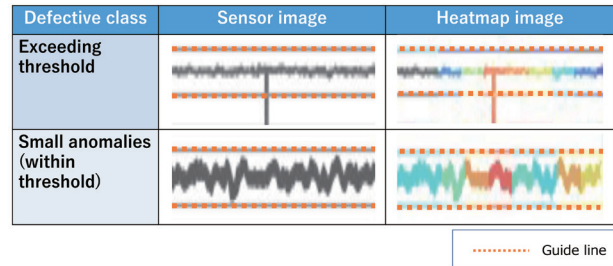 Defective class
Sensor image
Heatmap image
Exceeding
threshold
Small anomalies
(within
threshold)
Guide line